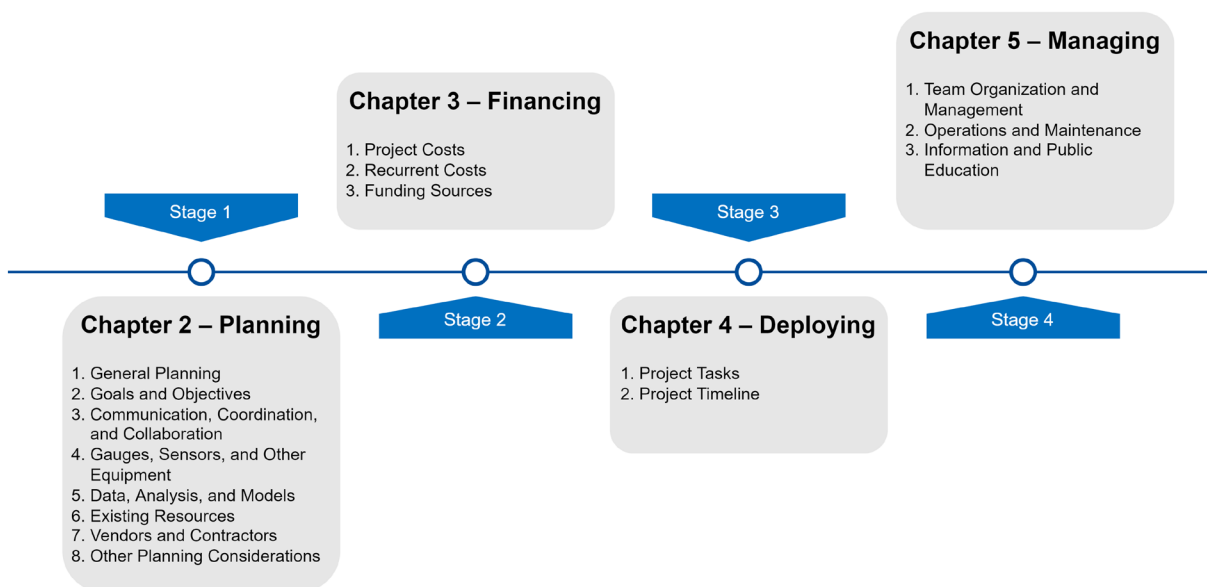 Stage 1
Chapter 2 – Planning
1. General Planning
2. Goals and Objectives
3. Communication, Coordination,
and Collaboration
4. Gauges, Sensors, and Other
Equipment
5. Data, Analysis, and Models
6. Existing Resources
7. Vendors and Contractors
8. Other Planning Considerations
Chapter 3 – Financing
1. Project Costs
2. Recurrent Costs
3. Funding Sources
Stage 2
Stage 3
Chapter 4 – Deploying
1. Project Tasks
2. Project Timeline
Chapter 5 – Managing
1. Team Organization and
Management
2. Operations and Maintenance
3. Information and Public
Education
Stage 4